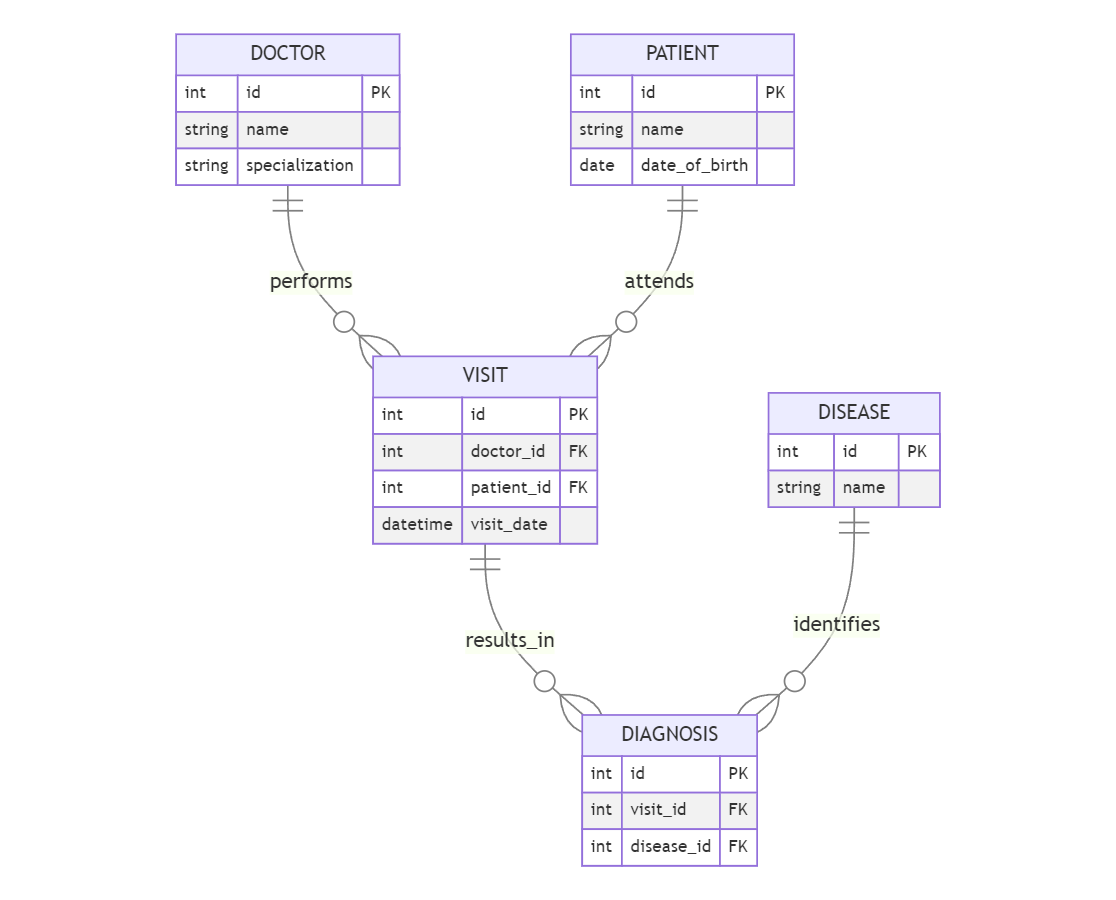 DOCTOR
int id PK
string name
string specialization
PATIENT
int id PK
string name
date date_of_birth
performs
attends
VISIT
int id PK
int doctor_id FK
int patient_id FK
datetime visit_date
DISEASE
int id PK
string name
results_in
identifies
DIAGNOSIS
int id PK
int visit_id FK
int disease_id FK